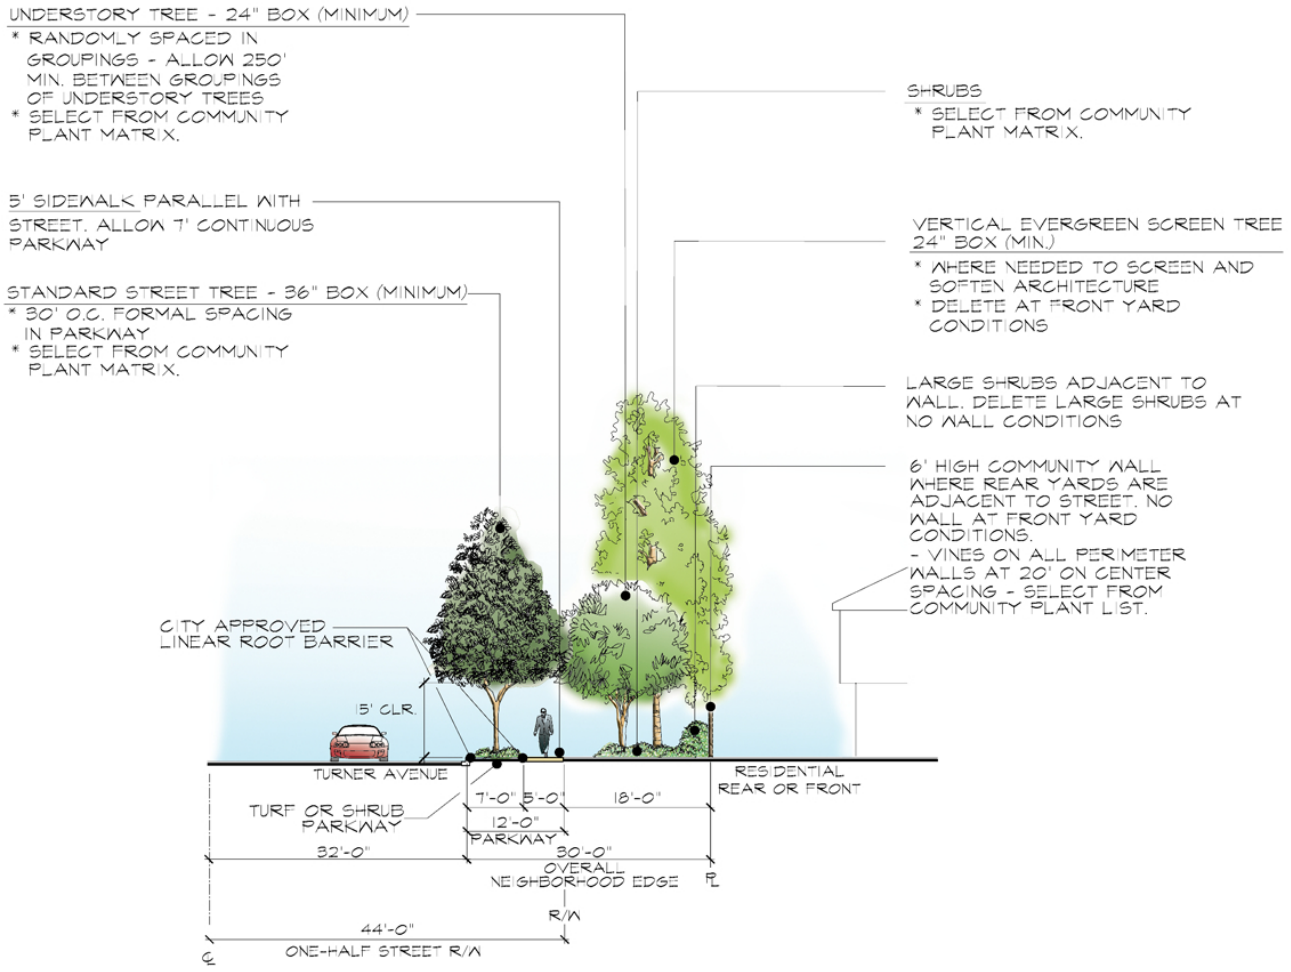 UNDERSTORY TREE - 24" BOX (MINIMUM)
* RANDOMLY SPACED IN
GROUPINGS - ALLOW 250'
MIN. BETWEEN GROUPINGS
OF UNDERSTORY TREES
* SELECT FROM COMMUNITY
PLANT MATRIX.
5' SIDEWALK PARALLEL WITH
STREET. ALLOW 7' CONTINUOUS
PARKWAY
STANDARD STREET TREE - 36" BOX (MINIMUM)
* 30' O.C. FORMAL SPACING
IN PARKWAY
* SELECT FROM COMMUNITY
PLANT MATRIX.
SHRUBS
* SELECT FROM COMMUNITY
PLANT MATRIX.
VERTICAL EVERGREEN SCREEN TREE
24" BOX (MIN.)
* WHERE NEEDED TO SCREEN AND
SOFTEN ARCHITECTURE
* DELETE AT FRONT YARD
CONDITIONS
LARGE SHRUBS ADJACENT TO
WALL. DELETE LARGE SHRUBS AT
NO WALL CONDITIONS
6' HIGH COMMUNITY WALL
WHERE REAR YARDS ARE
ADJACENT TO STREET. NO
WALL AT FRONT YARD
CONDITIONS.
- VINES ON ALL PERIMETER
WALLS AT 20' ON CENTER
SPACING - SELECT FROM
COMMUNITY PLANT LIST.
CITY APPROVED
LINEAR ROOT BARRIER
15' CLR.
TURNER AVENUE
RESIDENTIAL
REAR OR FRONT
TURF OR SHRUB
PARKWAY
7'-0" 5'-0" 18'-0"
12'-0"
PARKWAY
32'-0" 30'-0"
OVERALL
NEIGHBORHOOD EDGE PL
R/W
44'-0"
ONE-HALF STREET R/W
CL